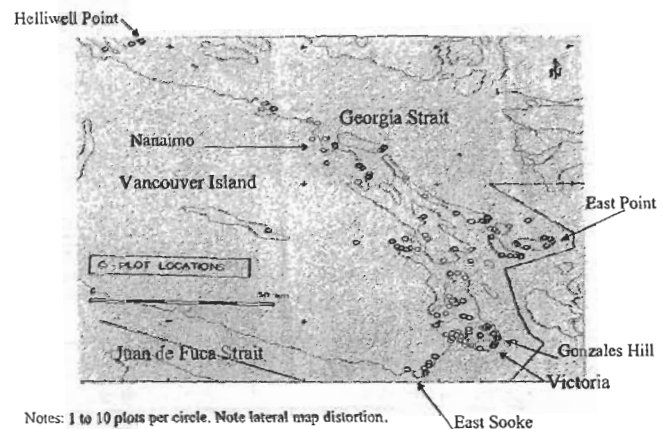 Helliwell Point
Georgia Strait
Nanaimo
Vancouver Island
East Point
PLOT LOCATIONS
Juan de Fuca Strait
Gonzales Hill
Victoria
East Sooke
Notes: 1 to 10 plots per circle. Note lateral map distortion.